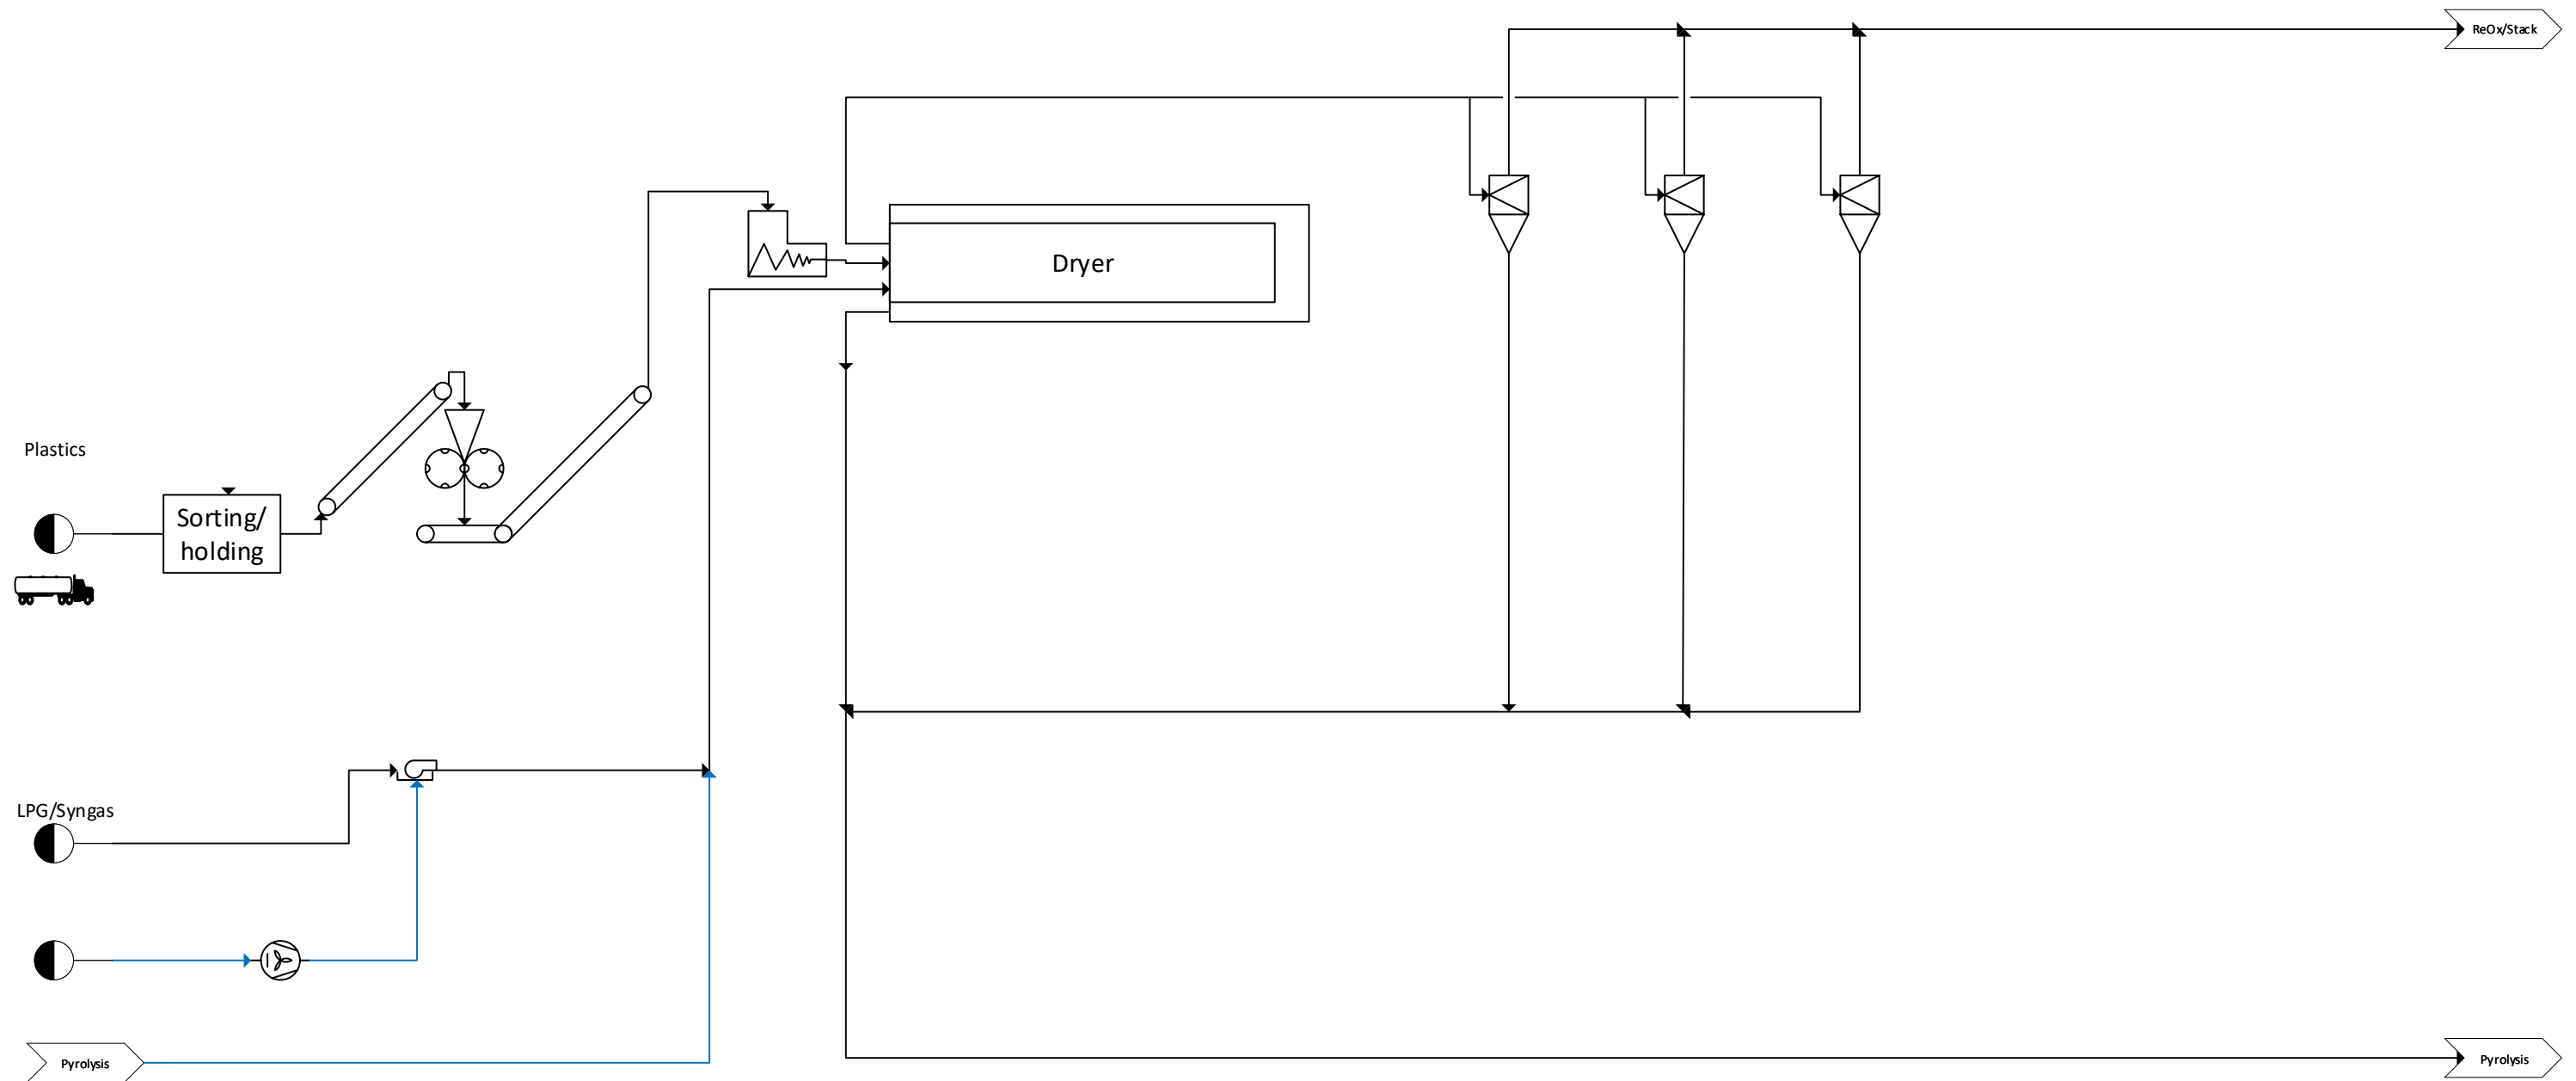 ReOx/Stack
Dryer
Plastics
Sorting/
holding
LPG/Syngas
Pyrolysis
Pyrolysis